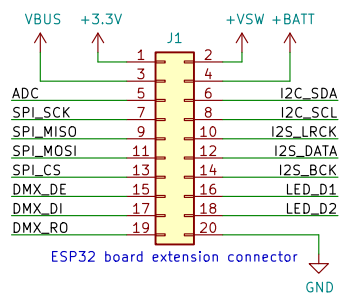 VBUS +3.3V +VSW +BATT
J1
1 2
3 4
ADC 5 6 I2C_SDA
SPI_SCK 7 8 I2C_SCL
SPI_MISO 9 10 I2S_LRCK
SPI_MOSI 11 12 I2S_DATA
SPI_CS 13 14 I2S_BCK
DMX_DE 15 16 LED_D1
DMX_DI 17 18 LED_D2
DMX_RO 19 20
ESP32 board extension connector
GND